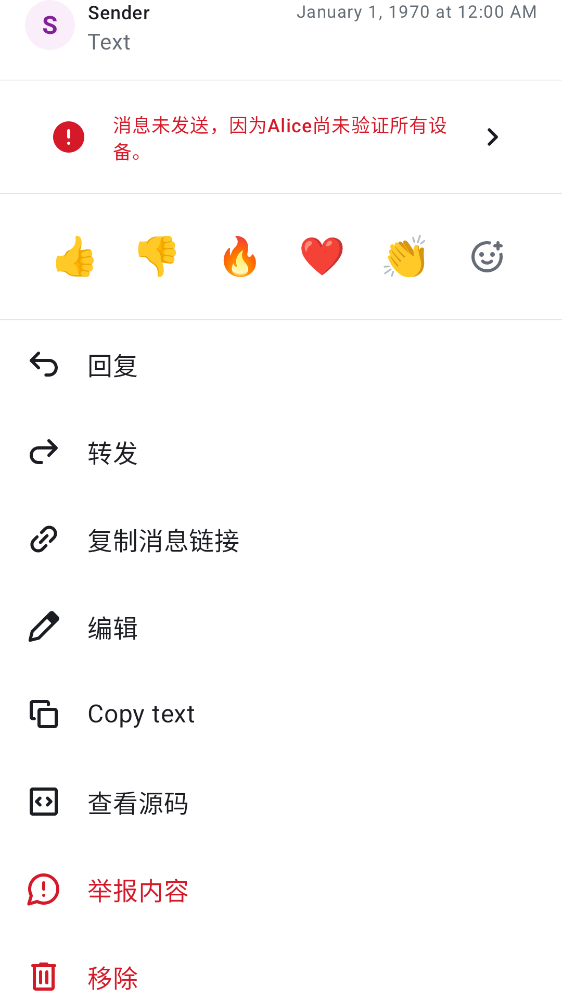 S
Sender
January 1, 1970 at 12:00 AM
Text
消息未发送，因为Alice尚未验证所有设
备。
回复
转发
复制消息链接
编辑
Copy text
查看源码
举报内容
移除